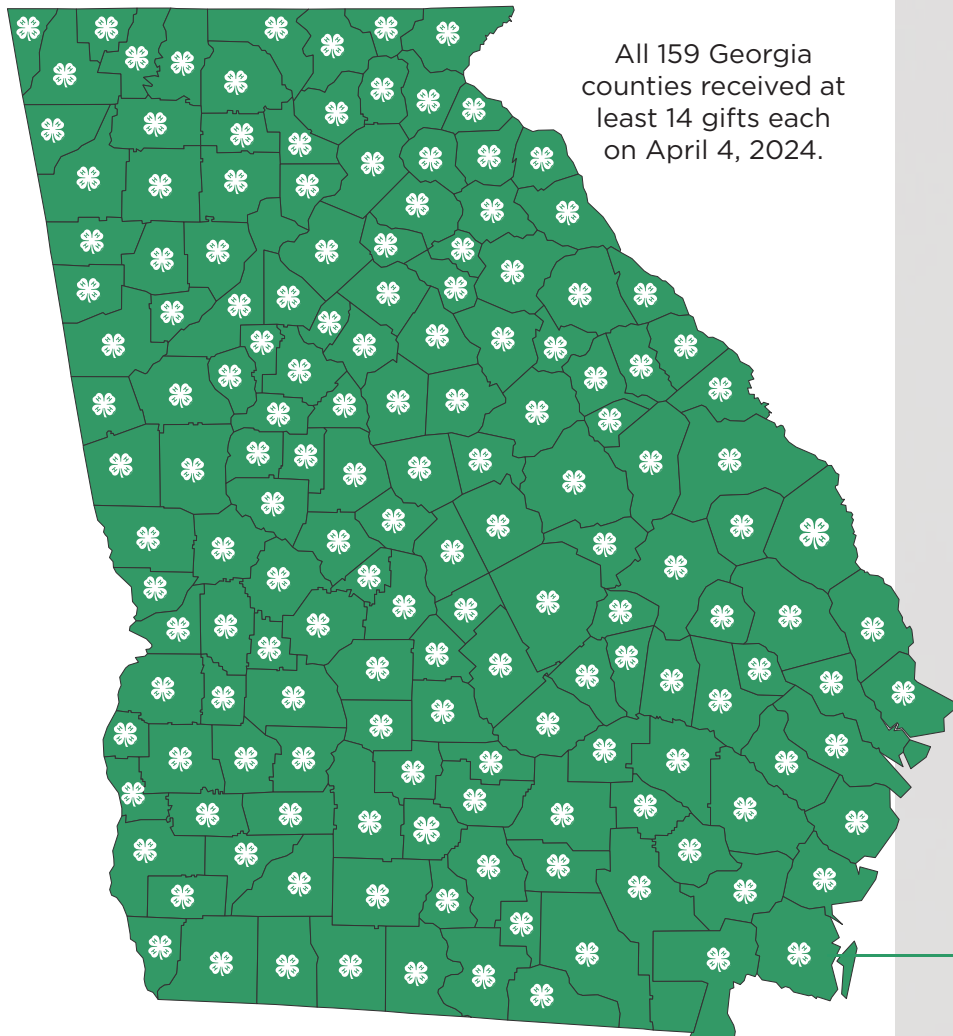 All 159 Georgia
counties received at
least 14 gifts each
on April 4, 2024.